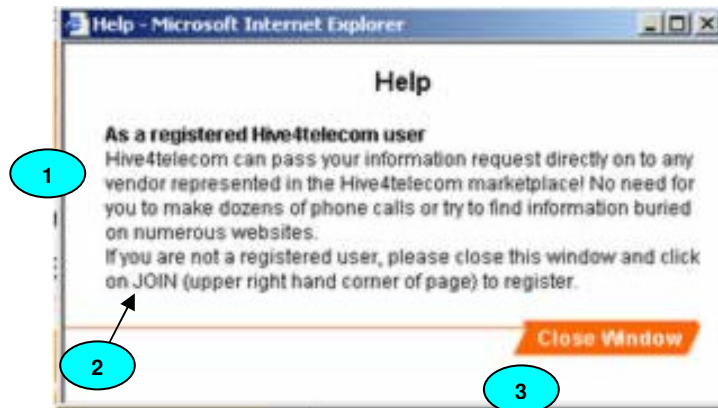 Help - Microsoft Internet Explorer
Help
As a registered Hive4telecom user
Hive4telecom can pass your information request directly on to any
vendor represented in the Hive4telecom marketplace! No need for
you to make dozens of phone calls or try to find information buried
on numerous websites.
If you are not a registered user, please close this window and click
on JOIN (upper right hand corner of page) to register.
Close Window
1
2
3